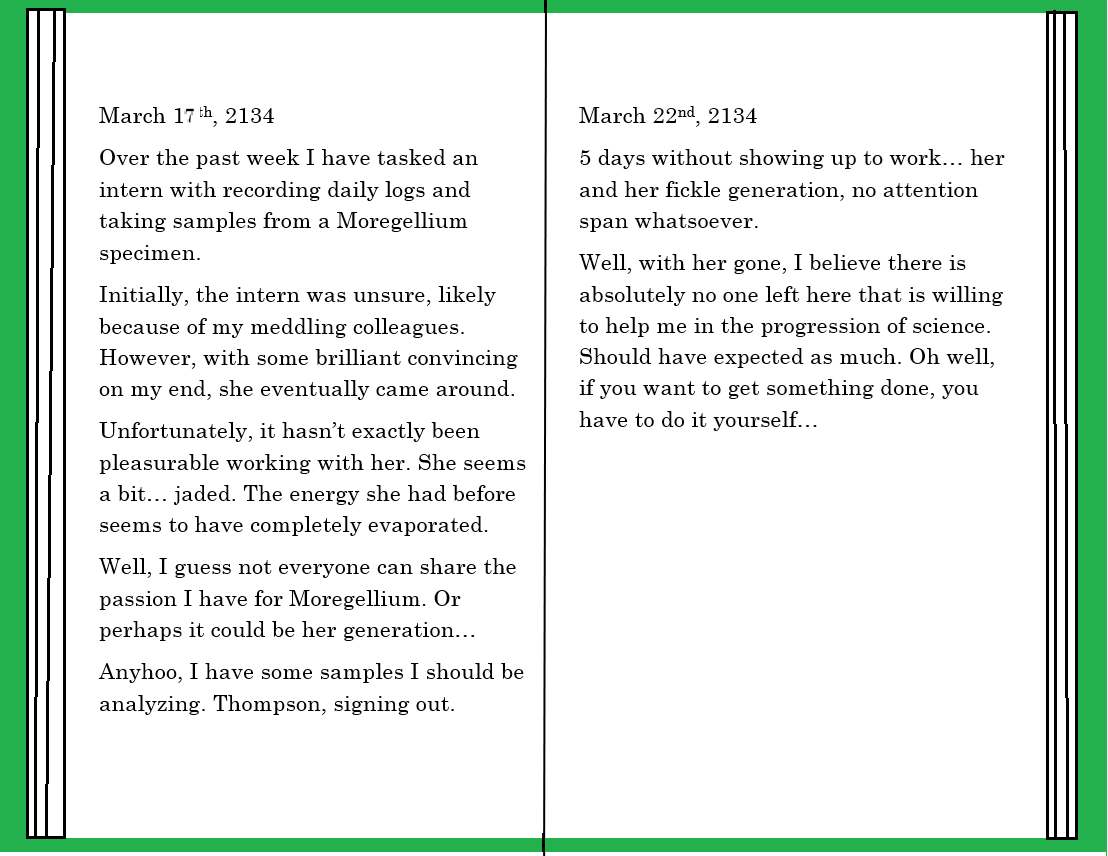 March 17th, 2134
Over the past week I have tasked an
intern with recording daily logs and
taking samples from a Moregellium
specimen.
Initially, the intern was unsure, likely
because of my meddling colleagues.
However, with some brilliant convincing
on my end, she eventually came around.
Unfortunately, it hasn’t exactly been
pleasurable working with her. She seems
a bit… jaded. The energy she had before
seems to have completely evaporated.
Well, I guess not everyone can share the
passion I have for Moregellium. Or
perhaps it could be her generation…
Anyhoo, I have some samples I should be
analyzing. Thompson, signing out.
March 22nd, 2134
5 days without showing up to work… her
and her fickle generation, no attention
span whatsoever.
Well, with her gone, I believe there is
absolutely no one left here that is willing
to help me in the progression of science.
Should have expected as much. Oh well,
if you want to get something done, you
have to do it yourself…